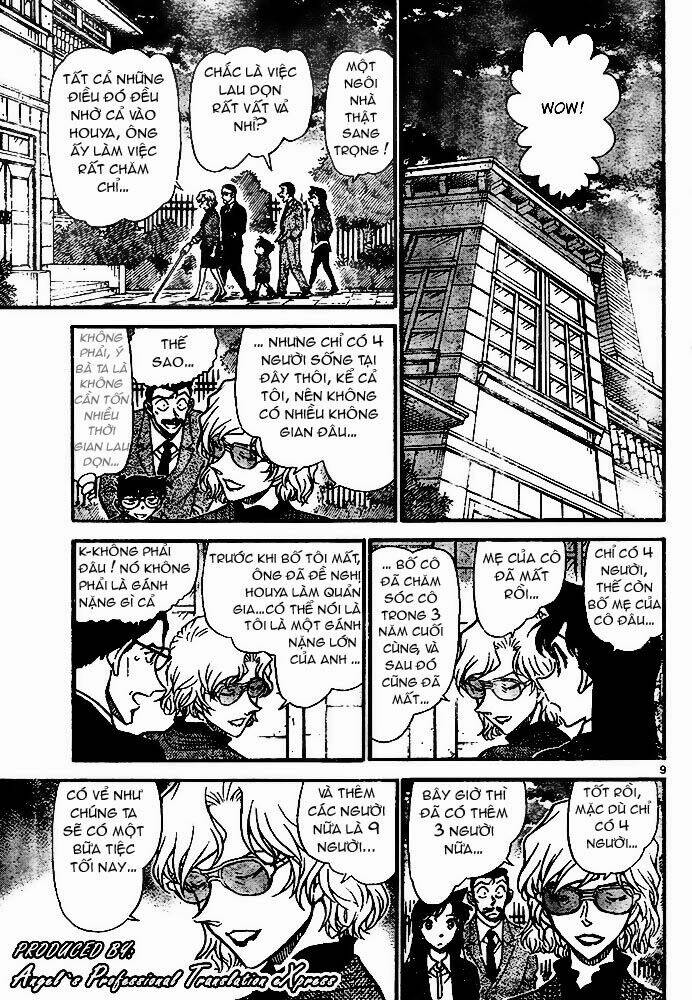 WOW!
MỘT
NGÔI
NHÀ
THẬT
SANG
TRỌNG!
CHẮC LÀ VIỆC
LAU DỌN
RẤT VẤT VẢ
NHỈ?
TẤT CẢ NHỮNG
ĐIỀU ĐÓ ĐỀU
NHỜ CẢ VÀO
HOUYA, ÔNG
ẤY LÀM VIỆC
RẤT CHĂM
CHỈ...
... NHƯNG CHỈ CÓ 4
NGƯỜI SỐNG TẠI
ĐÂY THÔI, KỂ CẢ
TÔI, NÊN KHÔNG
CÓ NHIỀU KHÔNG
GIAN ĐÂU...
THẾ
SAO...
KHÔNG
PHẢI, Ý
BÀ TA LÀ
KHÔNG
CẦN TỐN
NHIỀU
THỜI
GIAN LAU
DỌN...
CHỈ CÓ 4
NGƯỜI,
THẾ CÒN
BỐ MẸ CỦA
CÔ ĐÂU...
MẸ CỦA CÔ
ĐÃ MẤT
RỒI...
... BỐ CÔ
ĐÃ CHĂM
SÓC CÔ
TRONG 3
NĂM CUỐI
CÙNG, VÀ
SAU ĐÓ
CŨNG ĐÃ
MẤT...
TRƯỚC KHI BỐ TÔI MẤT,
ÔNG ĐÃ ĐỀ NGHỊ
HOUYA LÀM QUẢN
GIA...CÓ THỂ NÓI LÀ
TÔI LÀ MỘT GÁNH
NẶNG LỚN
CỦA ANH ...
K-KHÔNG PHẢI
ĐÂU! NÓ KHÔNG
PHẢI LÀ GÁNH
NẶNG GÌ CẢ
9
TỐT RỒI,
MẶC DÙ CHỈ
CÓ 4
NGƯỜI...
BÂY GIỜ THÌ
ĐÃ CÓ THÊM
3 NGƯỜI
NỮA...
VÀ THÊM
CÁC NGƯỜI
NỮA LÀ 9
NGƯỜI...
CÓ VẺ NHƯ
CHÚNG TA
SẼ CÓ MỘT
BỮA TIỆC
TỐI NAY...
PRODUCED BY:
Angel`s Professional Translation eXpress